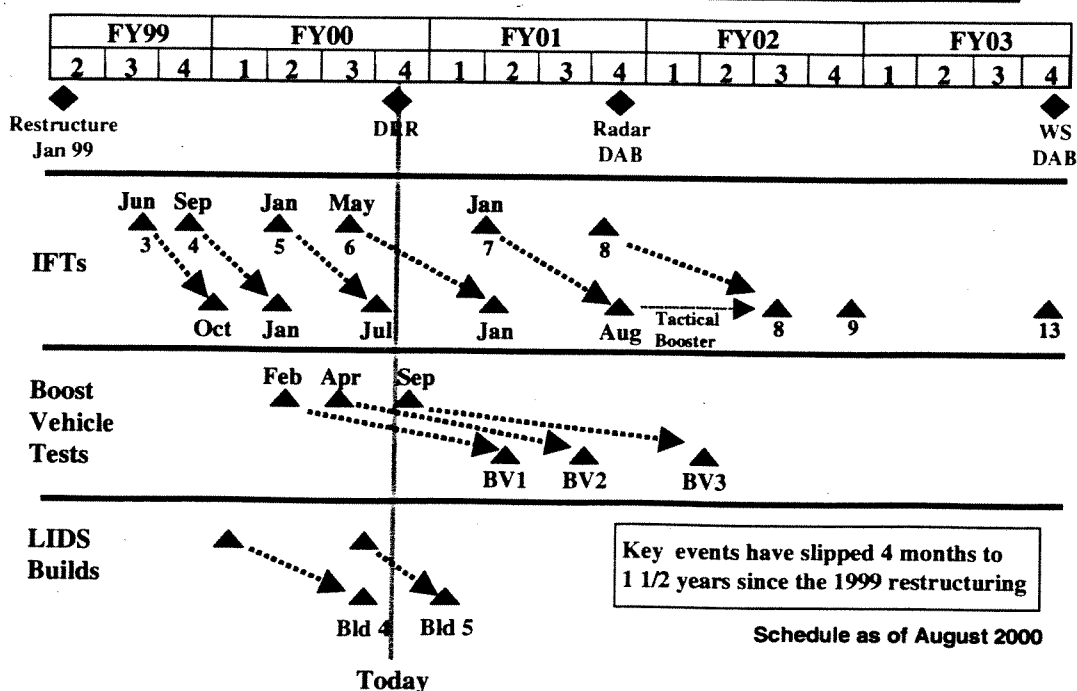 FY99 FY00 FY01 FY02 FY03
2 3 4 1 2 3 4 1 2 3 4 1 2 3 4 1 2 3 4
Restructure
Jan 99
DRR
Radar
DAB
WS
DAB
IFTs
Jun Sep Jan May Jan
3 4 5 6 7 8
Oct Jan Jul Jan Aug
Tactical
Booster
8 9 13
Boost
Vehicle
Tests
Feb Apr Sep
BV1 BV2 BV3
LIDS
Builds
Bld 4 Bld 5
Key events have slipped 4 months to
1 1/2 years since the 1999 restructuring
Schedule as of August 2000
Today